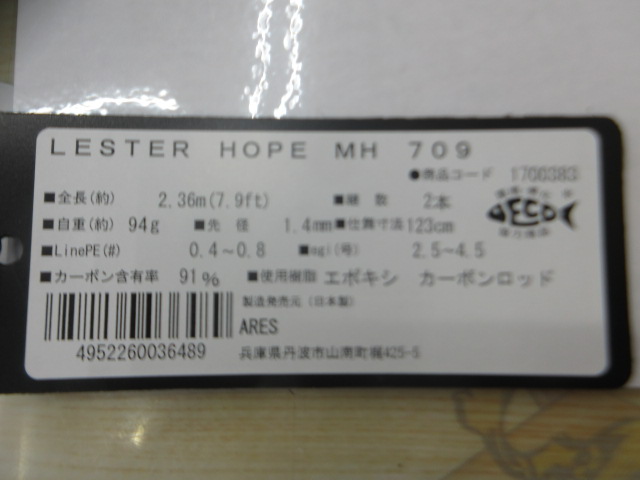 LESTER HOPE MH 709
●商品コード 1700383
■全長(約) 2.36m(7.9ft) ■継数 2本
■自重(約) 94g ■先径 1.4mm ■仕舞寸法 123cm
■LinePE(#) 0.4~0.8 ■egi(号) 2.5~4.5
■カーボン含有率 91% ■使用樹脂 エポキシ カーボンロッド
製造発売元(日本製)
ARES
4952260036489 兵庫県丹波市山南町梶425-5
ECO